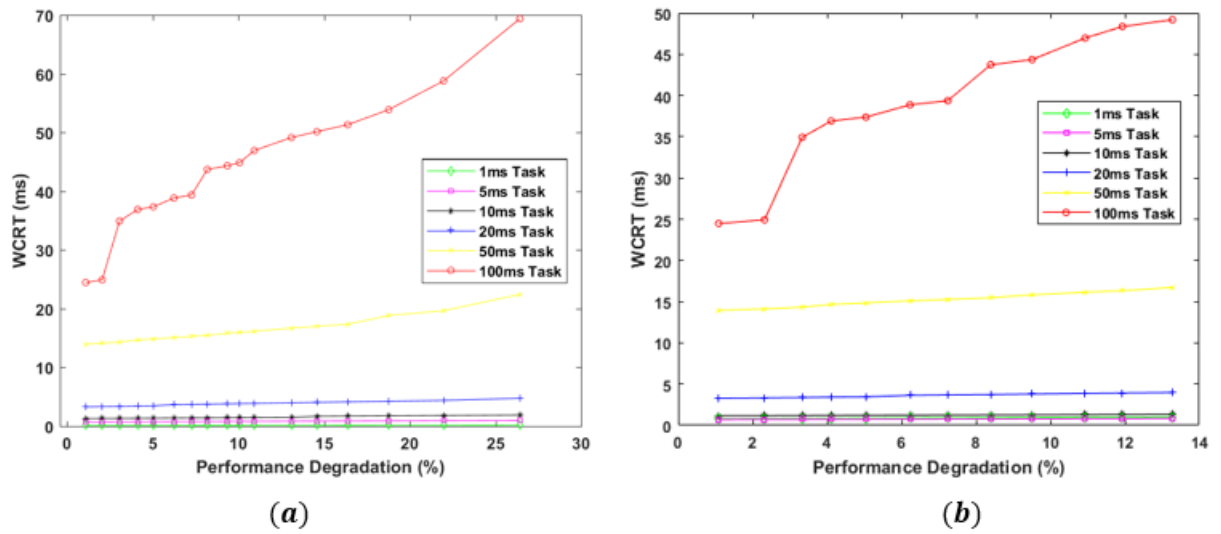 70
60
50
40
30
20
10
0
WCRT (ms)
1ms Task
5ms Task
10ms Task
20ms Task
50ms Task
100ms Task
0 5 10 15 20 25 30
Performance Degradation (%)
(a)
50
45
40
35
30
25
20
15
10
5
0
WCRT (ms)
1ms Task
5ms Task
10ms Task
20ms Task
50ms Task
100ms Task
0 2 4 6 8 10 12 14
Performance Degradation (%)
(b)